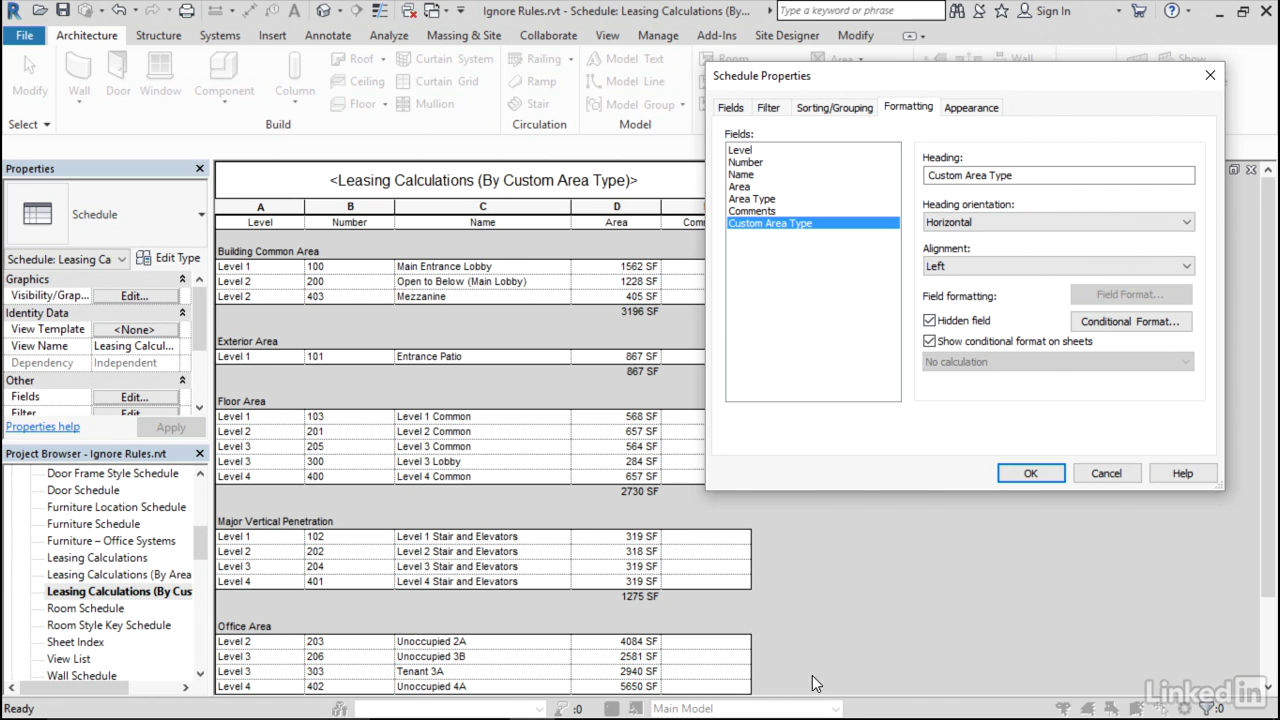 Ignore Rules.rvt - Schedule: Leasing Calculations (By...
Type a keyword or phrase
Sign In
File Architecture Structure Systems Insert Annotate Analyze Massing & Site Collaborate View Manage Add-Ins Site Designer Modify
Modify Wall Door Window Component Column
Roof Curtain System Railing Model Text
Ceiling Curtain Grid Ramp Model Line
Floor Mullion Stair Model Group
Select Build Circulation Model
Schedule Properties
Fields Filter Sorting/Grouping Formatting Appearance
Fields:
Level
Number
Name
Area
Area Type
Comments
Custom Area Type
Heading:
Custom Area Type
Heading orientation:
Horizontal
Alignment:
Left
Field formatting:
Field Format...
Hidden field
Conditional Format...
Show conditional format on sheets
No calculation
OK Cancel Help
Properties
Schedule
Schedule: Leasing Ca
Edit Type
Graphics
Visibility/Grap... Edit...
Identity Data
View Template <None>
View Name Leasing Calcul...
Dependency Independent
Other
Fields Edit...
Filter Edit...
Properties help Apply
Project Browser - Ignore Rules.rvt
Door Frame Style Schedule
Door Schedule
Furniture Location Schedule
Furniture Schedule
Furniture – Office Systems
Leasing Calculations
Leasing Calculations (By Area
Leasing Calculations (By Cus
Room Schedule
Room Style Key Schedule
Sheet Index
View List
Wall Schedule
<Leasing Calculations (By Custom Area Type)>
A B C D
Level Number Name Area Com
Building Common Area
Level 1 100 Main Entrance Lobby 1562 SF
Level 2 200 Open to Below (Main Lobby) 1228 SF
Level 2 403 Mezzanine 405 SF
3196 SF
Exterior Area
Level 1 101 Entrance Patio 867 SF
867 SF
Floor Area
Level 1 103 Level 1 Common 568 SF
Level 2 201 Level 2 Common 657 SF
Level 3 205 Level 3 Common 564 SF
Level 3 300 Level 3 Lobby 284 SF
Level 4 400 Level 4 Common 657 SF
2730 SF
Major Vertical Penetration
Level 1 102 Level 1 Stair and Elevators 319 SF
Level 2 202 Level 2 Stair and Elevators 318 SF
Level 3 204 Level 3 Stair and Elevators 319 SF
Level 4 401 Level 4 Stair and Elevators 319 SF
1275 SF
Office Area
Level 2 203 Unoccupied 2A 4084 SF
Level 3 206 Unoccupied 3B 2581 SF
Level 3 303 Tenant 3A 2940 SF
Level 4 402 Unoccupied 4A 5650 SF
Ready :0 Main Model :0
LinkedIn